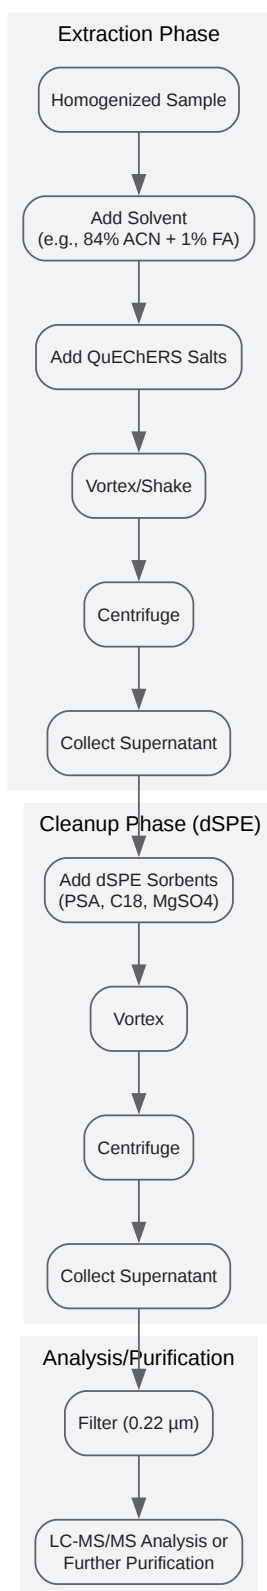 Extraction Phase
Homogenized Sample
Add Solvent
(e.g., 84% ACN + 1% FA)
Add QuEChERS Salts
Vortex/Shake
Centrifuge
Collect Supernatant
Cleanup Phase (dSPE)
Add dSPE Sorbents
(PSA, C18, MgSO4)
Vortex
Centrifuge
Collect Supernatant
Analysis/Purification
Filter (0.22 µm)
LC-MS/MS Analysis or
Further Purification